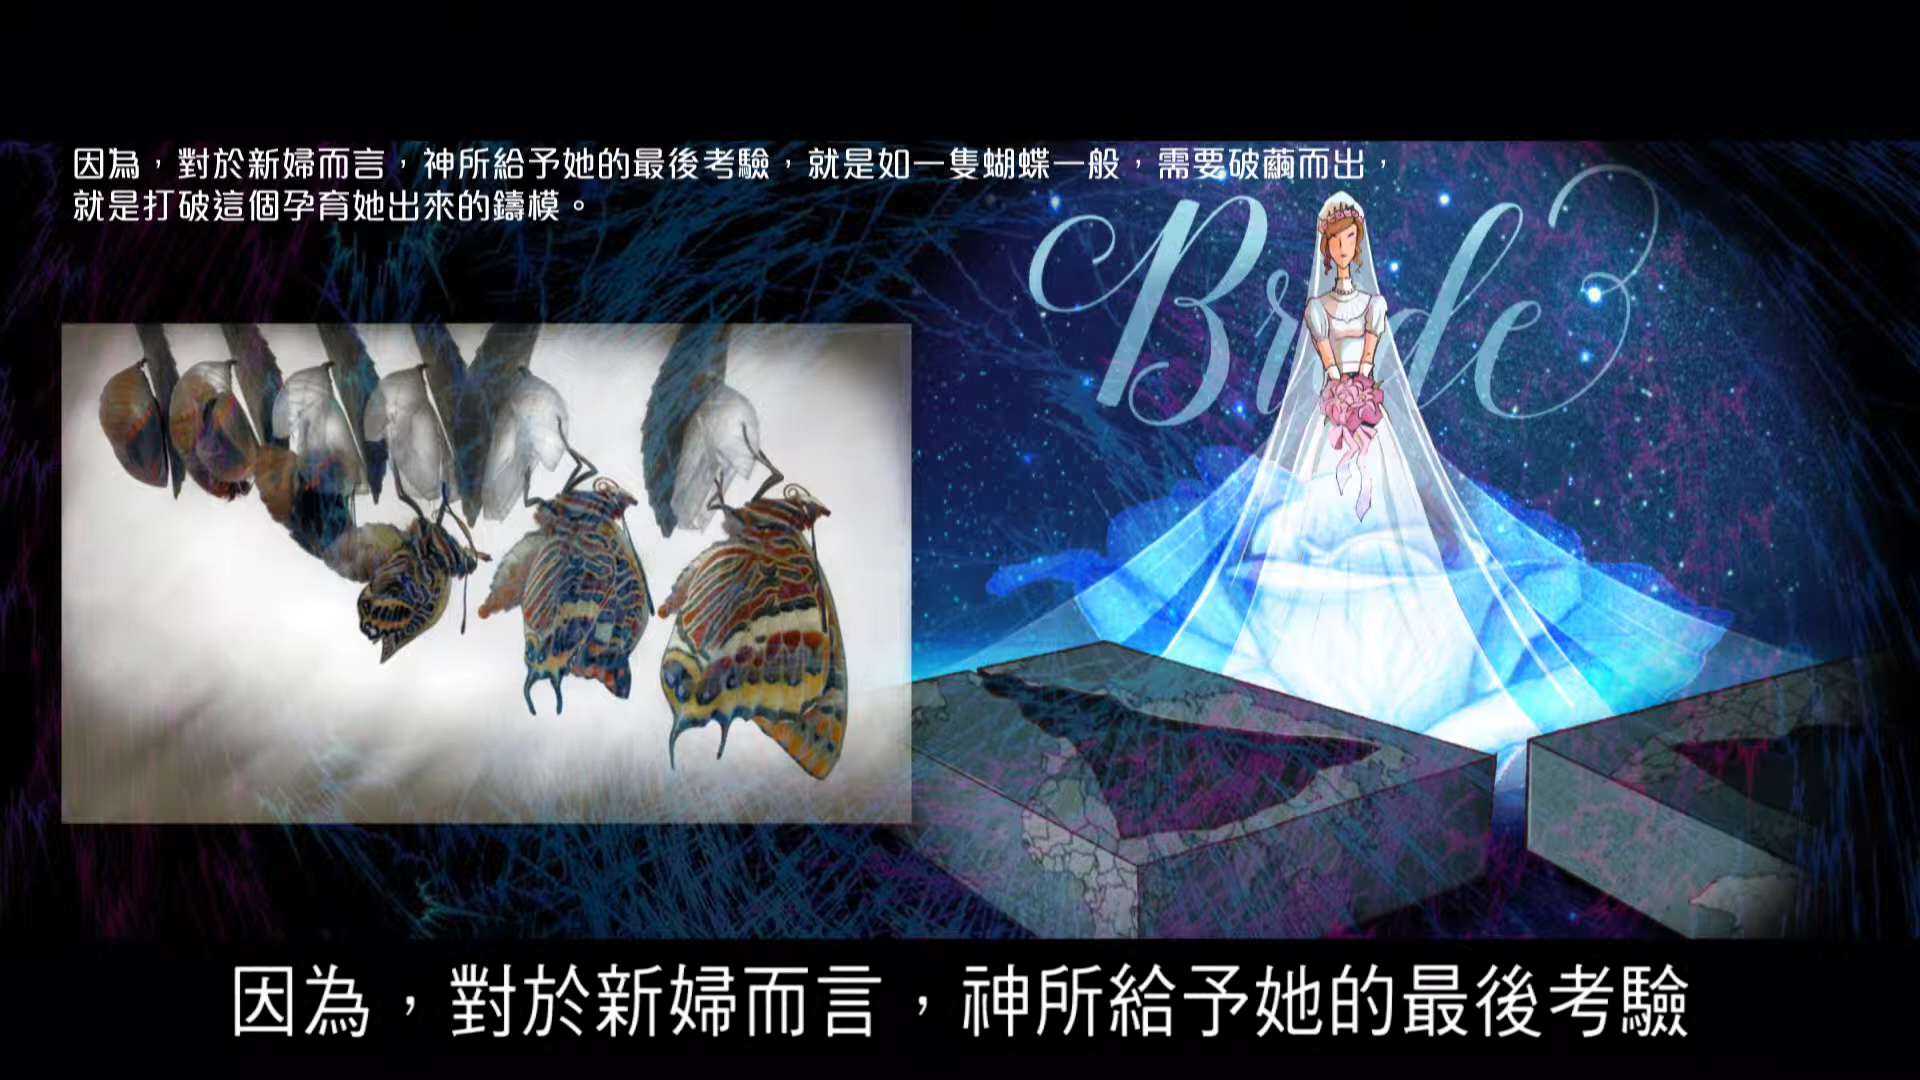 因為，對於新婦而言，神所給予她的最後考驗，就是如一隻蝴蝶一般，需要破繭而出，
就是打破這個孕育她出來的鑄模。
Bride
因為，對於新婦而言，神所給予她的最後考驗